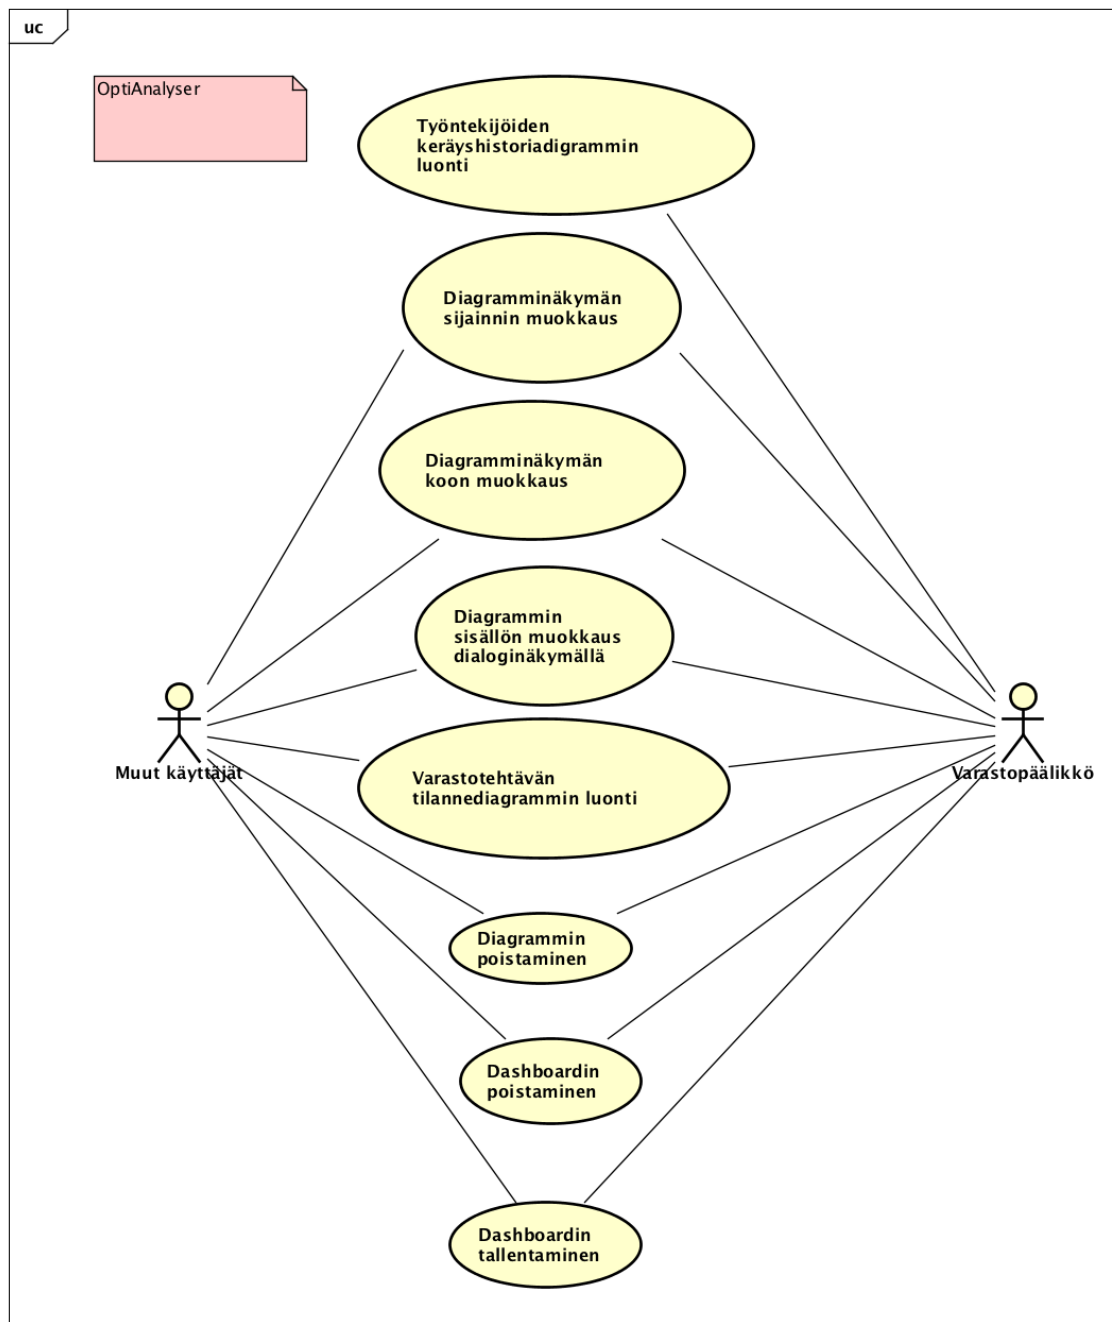 uc
OptiAnalyser
Työntekijöiden
keräyshistoriadigrammin
luonti
Diagramminäkymän
sijainnin muokkaus
Diagramminäkymän
koon muokkaus
Diagrammin
sisällön muokkaus
dialoginäkymällä
Muut käyttäjät
Varastopäälikkö
Varastotehtävän
tilannediagrammin luonti
Diagrammin
poistaminen
Dashboardin
poistaminen
Dashboardin
tallentaminen